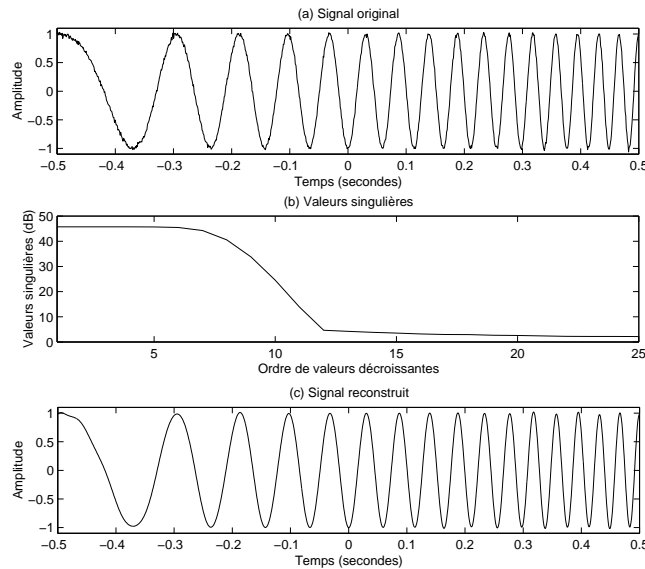 (a) Signal original
Amplitude
1
0.5
0
−0.5
−1
−0.5 −0.4 −0.3 −0.2 −0.1 0 0.1 0.2 0.3 0.4 0.5
Temps (secondes)
(b) Valeurs singulières
Valeurs singulières (dB)
50
40
30
20
10
0
5 10 15 20 25
Ordre de valeurs décroissantes
(c) Signal reconstruit
Amplitude
1
0.5
0
−0.5
−1
−0.5 −0.4 −0.3 −0.2 −0.1 0 0.1 0.2 0.3 0.4 0.5
Temps (secondes)